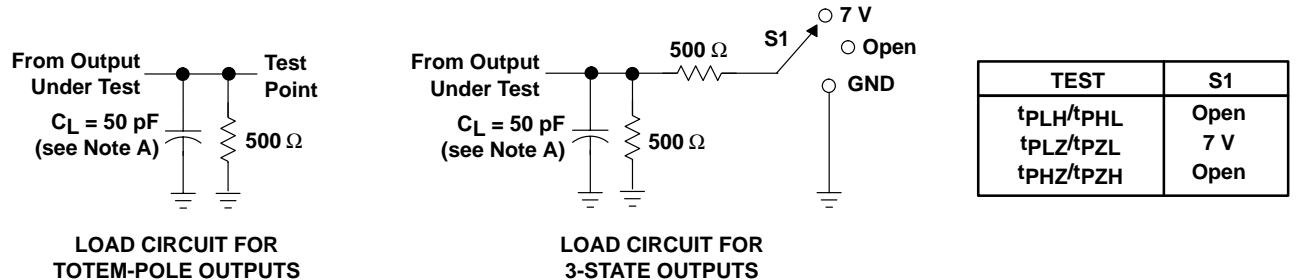 From Output
Under Test
Test
Point
CL = 50 pF
(see Note A)
500 Ω
LOAD CIRCUIT FOR
TOTEM-POLE OUTPUTS
From Output
Under Test
500 Ω
S1
7 V
Open
GND
CL = 50 pF
(see Note A)
500 Ω
LOAD CIRCUIT FOR
3-STATE OUTPUTS
TEST S1
tPLH/tPHL Open
tPLZ/tPZL 7 V
tPHZ/tPZH Open